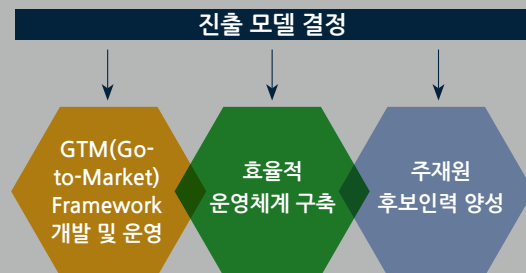 진출 모델 결정
GTM(Go-
to-Market)
Framework
개발 및 운영
효율적
운영체계 구축
주재원
후보인력 양성